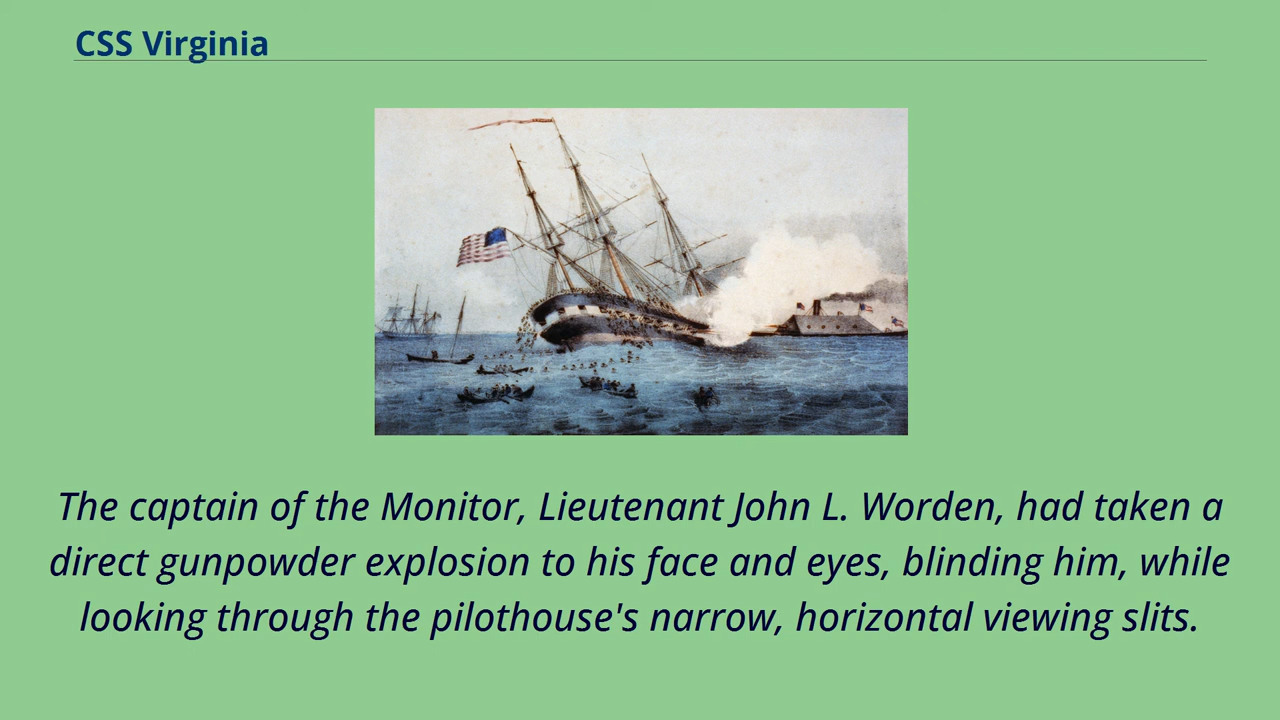 CSS Virginia
The captain of the Monitor, Lieutenant John L. Worden, had taken a
direct gunpowder explosion to his face and eyes, blinding him, while
looking through the pilothouse's narrow, horizontal viewing slits.